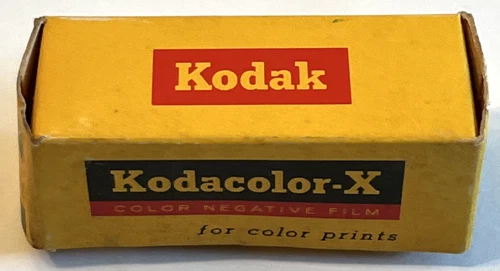 Kodak
Kodacolor-X
COLOR NEGATIVE FILM
for color prints